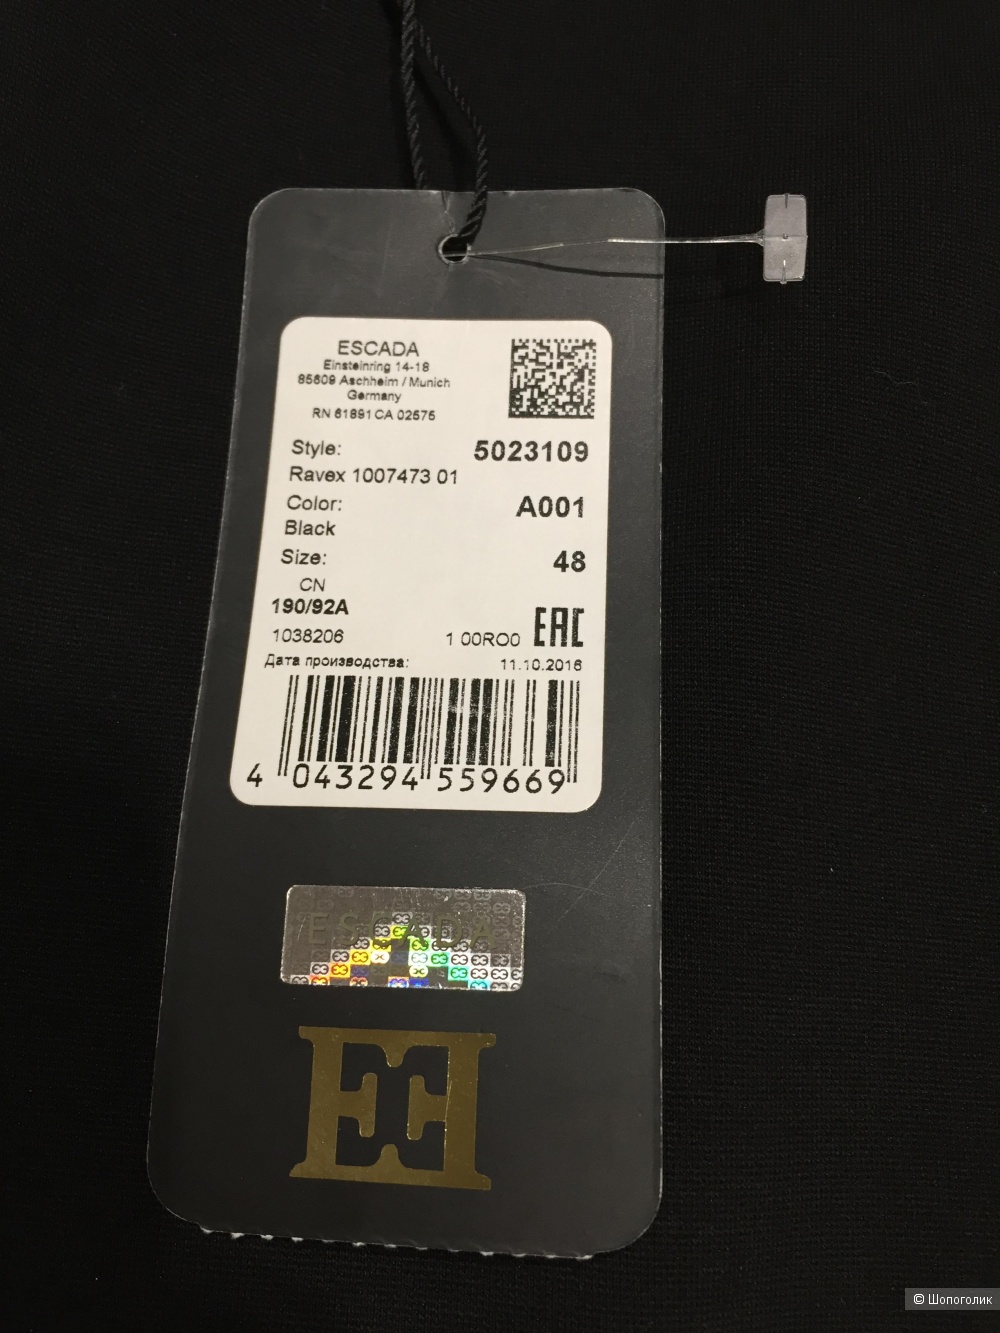 ESCADA
Einsteinring 14-18
85609 Aschheim / Munich
Germany
RN 61891 CA 02575
Style: 5023109
Ravex 1007473 01
Color: A001
Black
Size: 48
CN
190/92A
1038206 1 00RO0 EAC
Дата производства: 11.10.2016
4 043294 559669
ESCADA
© Шопоголик